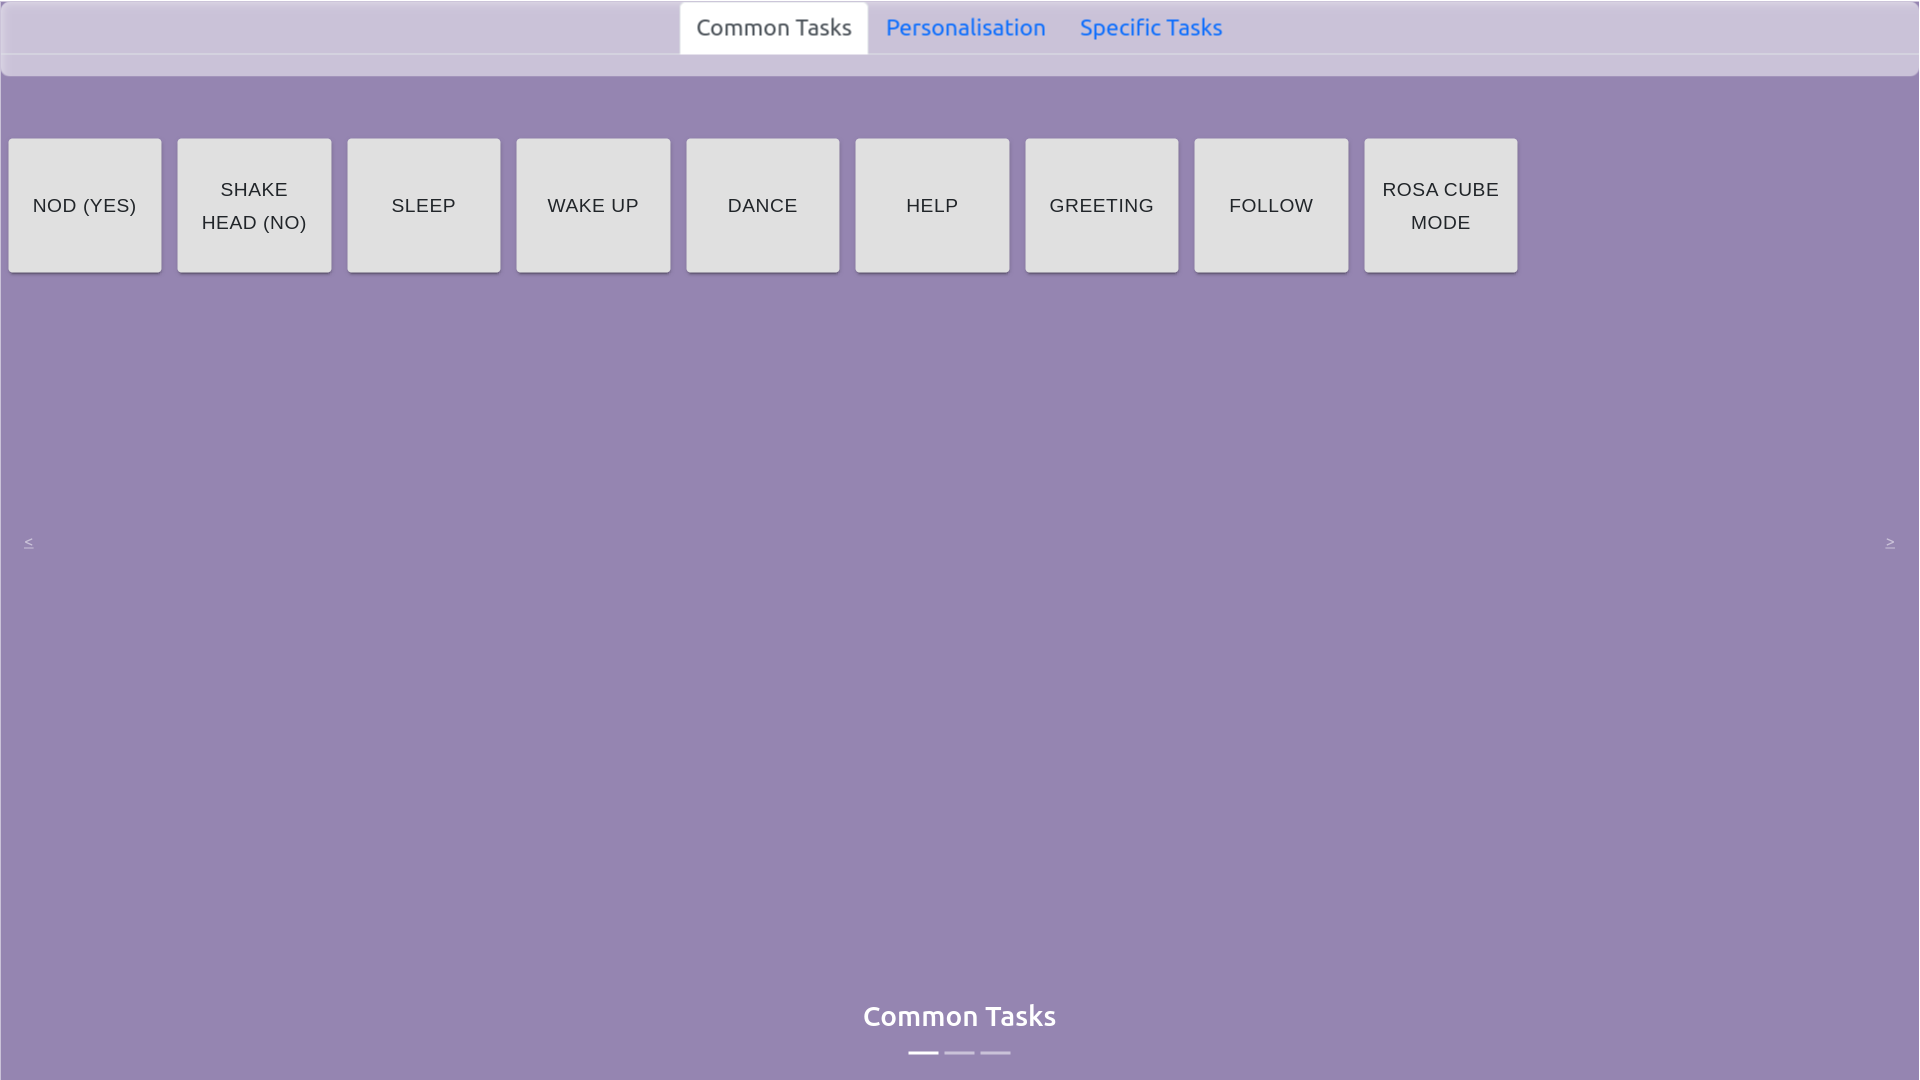 Common Tasks Personalisation Specific Tasks
NOD (YES)
SHAKE
HEAD (NO)
SLEEP
WAKE UP
DANCE
HELP
GREETING
FOLLOW
ROSA CUBE
MODE
<
>
Common Tasks